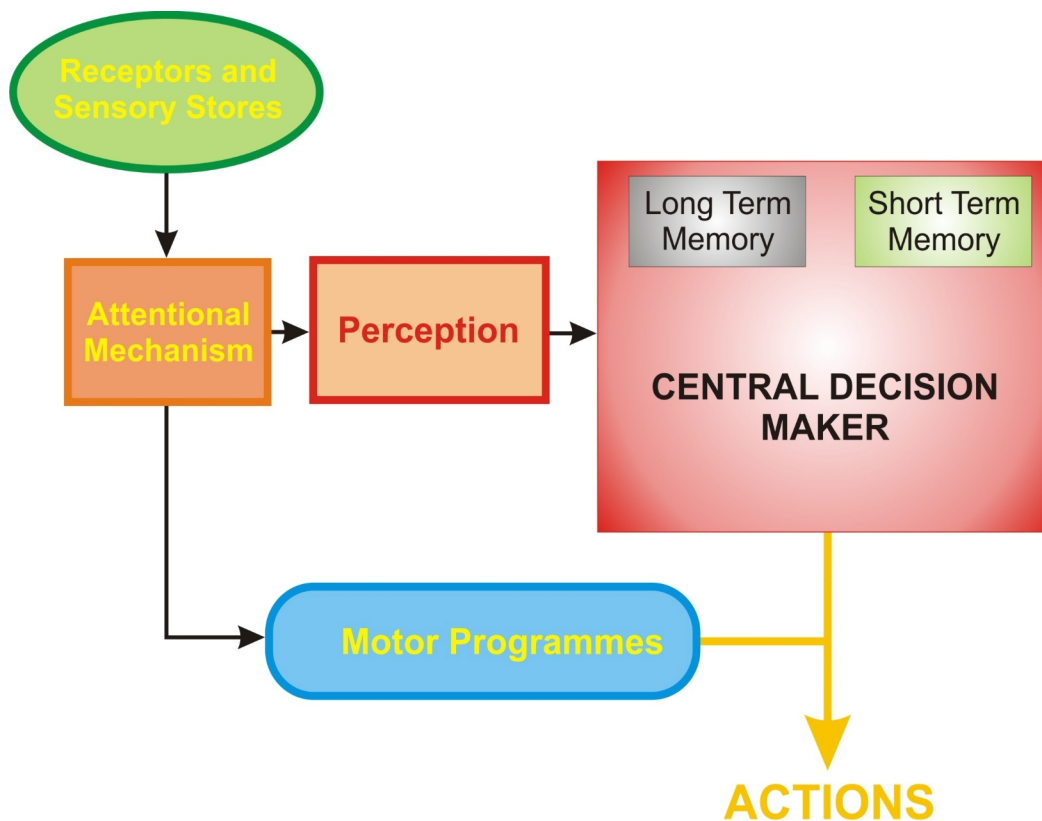 Receptors and
Sensory Stores
Long Term
Memory
Short Term
Memory
Attentional
Mechanism
Perception
CENTRAL DECISION
MAKER
Motor Programmes
ACTIONS